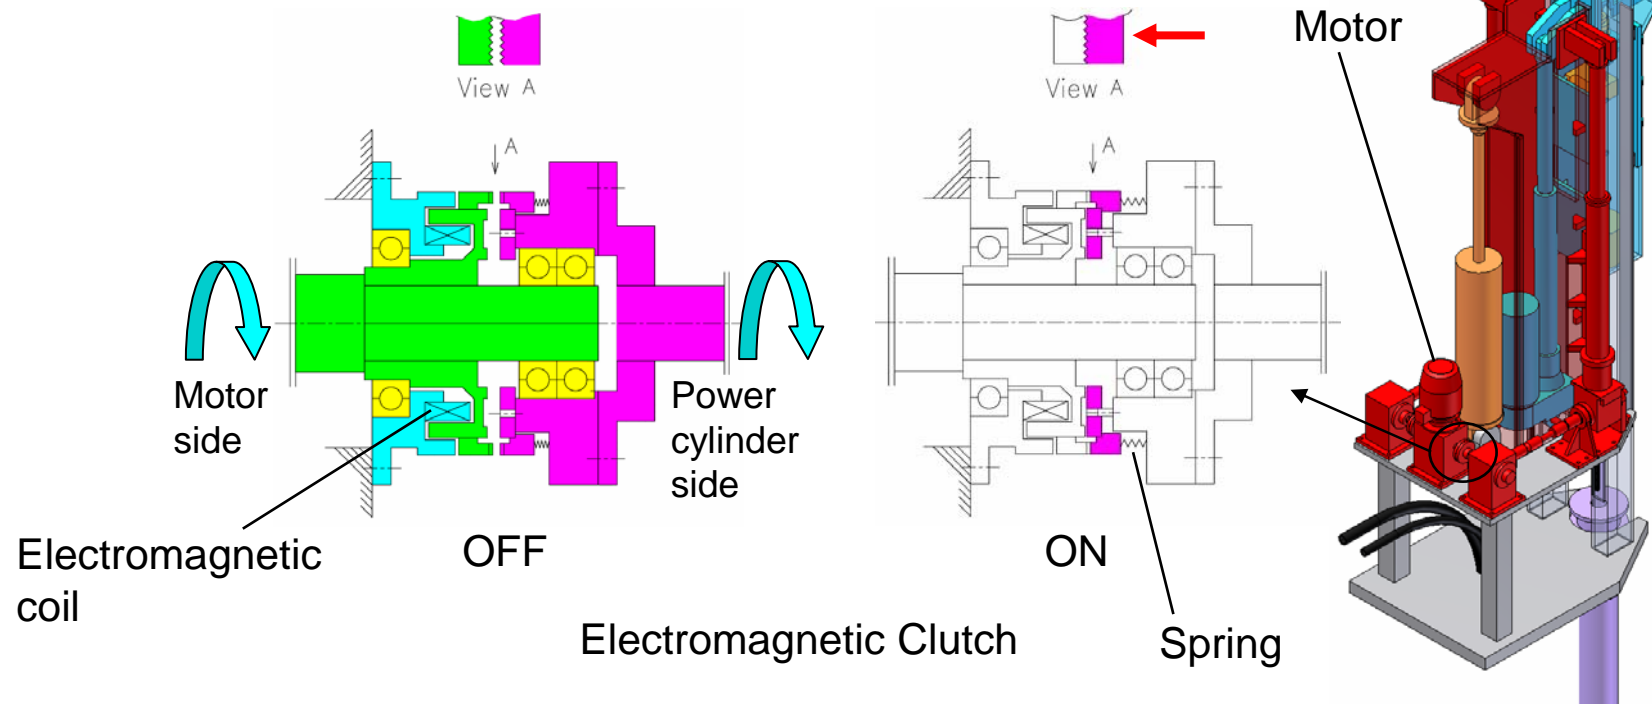 View A
View A
Motor
A
A
Motor
side
Power
cylinder
side
Electromagnetic
coil
OFF
ON
Electromagnetic Clutch
Spring